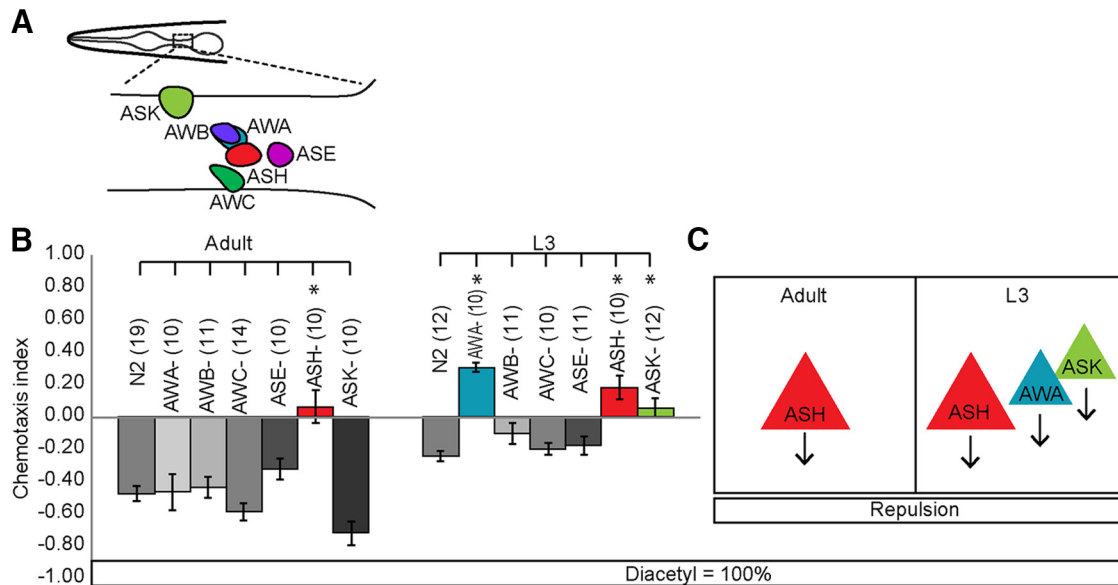 A
ASK
AWB
AWA
ASE
ASH
AWC
B
Adult
L3
1.00
0.80
0.60
0.40
0.20
0.00
-0.20
-0.40
-0.60
-0.80
-1.00
Chemotaxis index
N2 (19)
AWA- (10)
AWB- (11)
AWC- (14)
ASE- (10)
ASH- (10)
*
ASK- (10)
N2 (12)
AWA- (10)
*
AWB- (11)
AWC- (10)
ASE- (11)
ASH- (10)
*
ASK- (12)
*
Diacetyl = 100%
C
Adult
L3
ASH
ASH
AWA
ASK
Repulsion